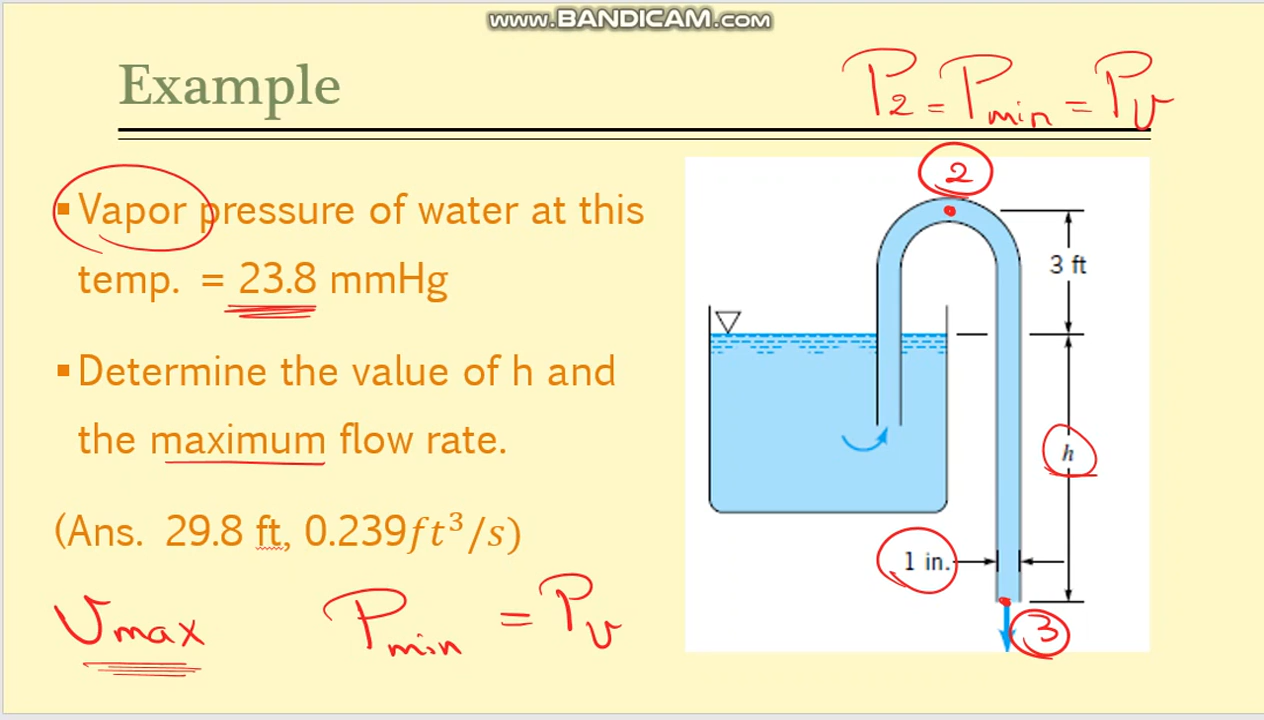 www.BANDICAM.com
Example
P2 = Pmin = Pv
▪Vapor pressure of water at this
temp. = 23.8 mmHg
▪Determine the value of h and
the maximum flow rate.
(Ans. 29.8 ft, 0.239ft³/s)
vmax
Pmin = Pv
2
3 ft
h
1 in.
3